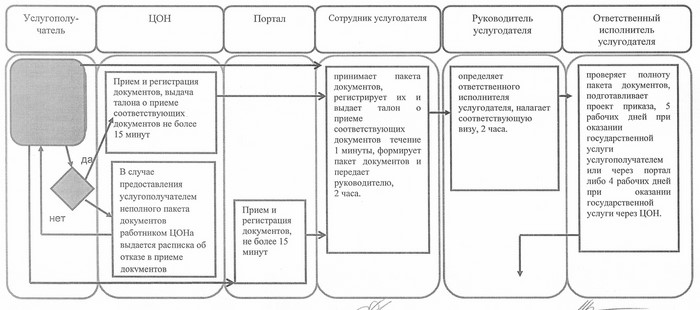 Услугополу-
чатель
ЦОН
Портал
Сотрудник услугодателя
Руководитель
услугодателя
Ответственный
исполнитель
услугодателя
Прием и регистрация
документов, выдача
талона о приеме
соответствующих
документов не более
15 минут
да
нет
В случае
предоставления
услугополучателем
неполного пакета
документов
работником ЦОНа
выдается расписка об
отказе в приеме
документов
Прием и
регистрация
документов,
не более 15
минут
принимает пакета
документов,
регистрирует их и
выдает талон о
приеме
соответствующих
документов течение
1 минуты, формирует
пакет документов и
передает
руководителю,
2 часа.
определяет
ответственного
исполнителя
услугодателя, налагает
соответствующую
визу, 2 часа.
проверяет полноту
пакета документов,
подготавливает
проект приказа, 5
рабочих дней при
оказании
государственной
услуги
услугополучателем
или через портал
либо 4 рабочих дней
при оказании
государственной
услуги через ЦОН.